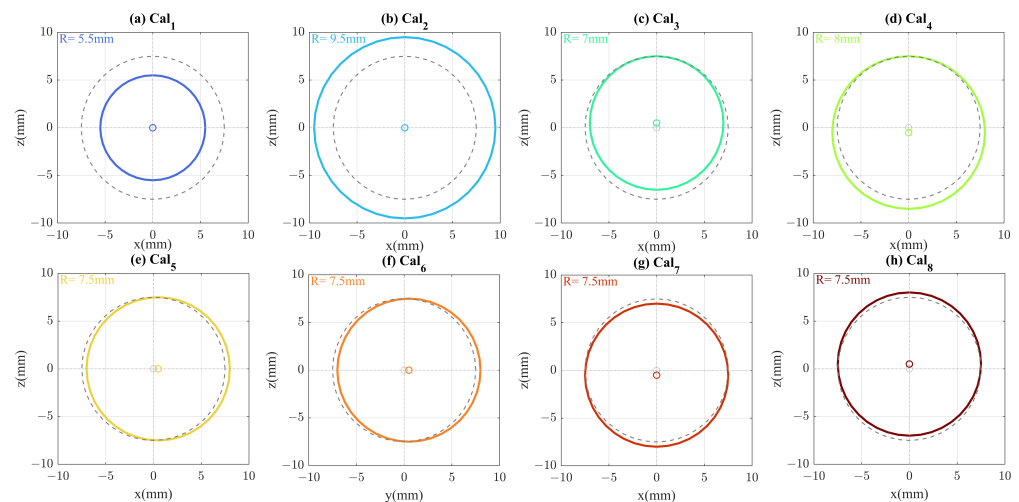 (a) Cal1
R= 5.5mm
10
5
0
−5
−10
z(mm)
−10 −5 0 5 10
x(mm)
(b) Cal2
R= 9.5mm
10
5
0
−5
−10
z(mm)
−10 −5 0 5 10
x(mm)
(c) Cal3
R= 7mm
10
5
0
−5
−10
z(mm)
−10 −5 0 5 10
x(mm)
(d) Cal4
R= 8mm
10
5
0
−5
−10
z(mm)
−10 −5 0 5 10
x(mm)
(e) Cal5
R= 7.5mm
10
5
0
−5
−10
z(mm)
−10 −5 0 5 10
x(mm)
(f) Cal6
R= 7.5mm
10
5
0
−5
−10
z(mm)
−10 −5 0 5 10
y(mm)
(g) Cal7
R= 7.5mm
10
5
0
−5
−10
z(mm)
−10 −5 0 5 10
x(mm)
(h) Cal8
R= 7.5mm
10
5
0
−5
−10
z(mm)
−10 −5 0 5 10
x(mm)